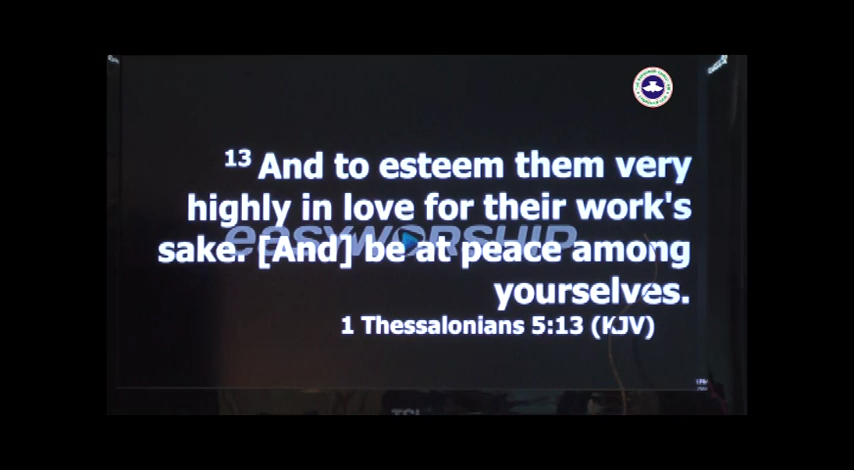 13 And to esteem them very
highly in love for their work's
sake. [And] be at peace among
yourselves.
1 Thessalonians 5:13 (KJV)
easyworship